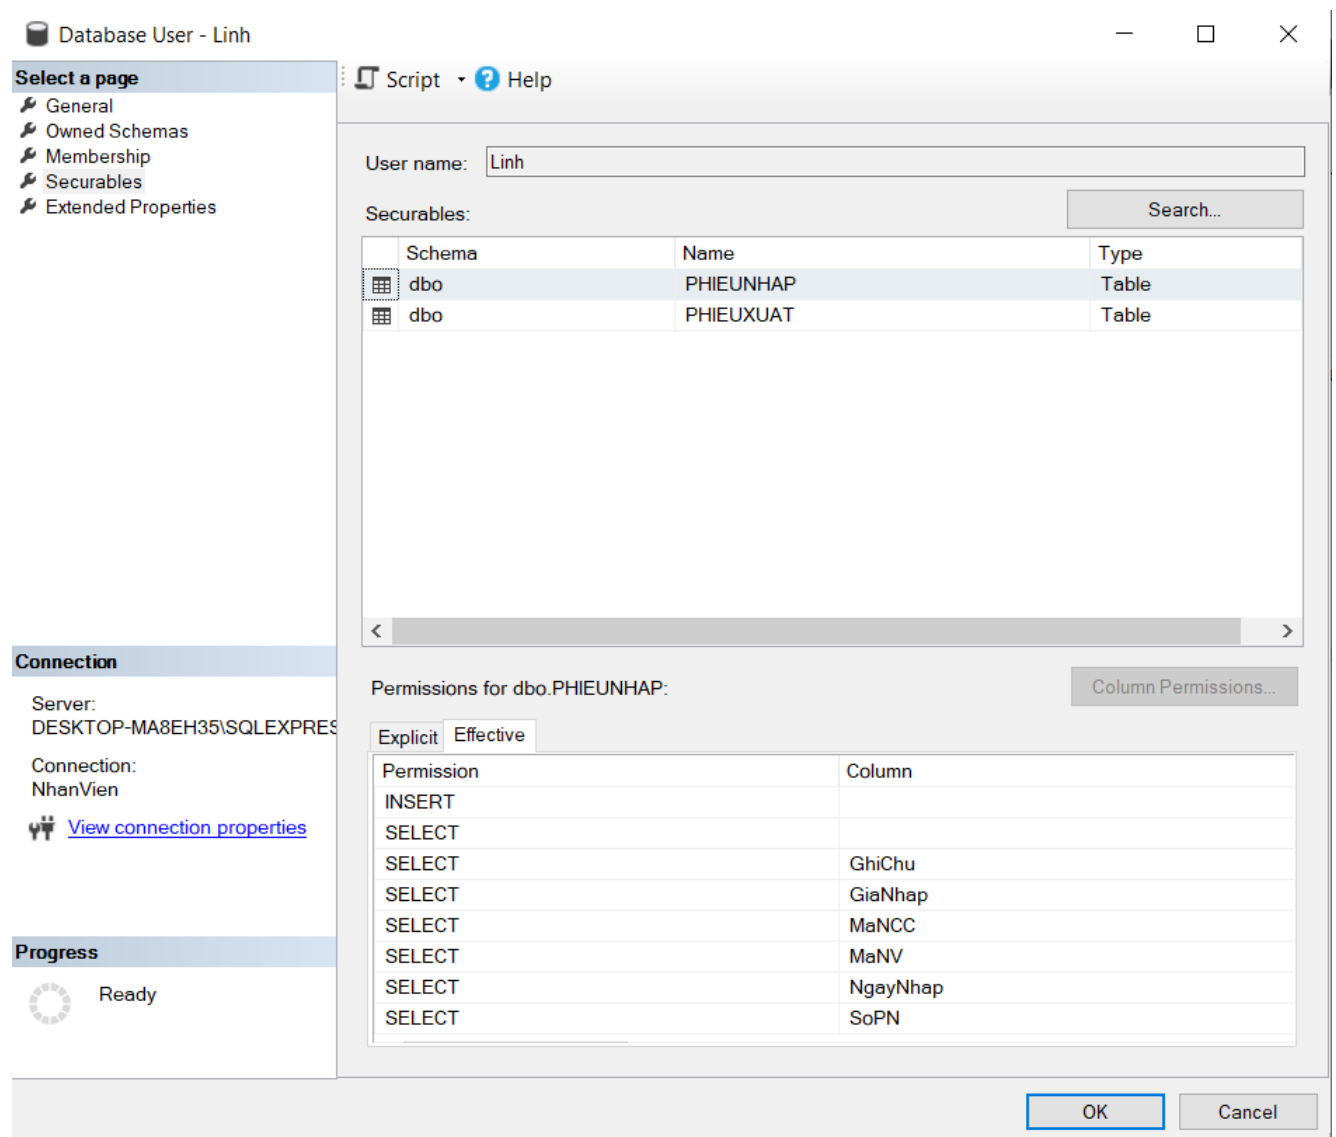 Database User - Linh
Select a page
General
Owned Schemas
Membership
Securables
Extended Properties
Script
Help
User name:
Linh
Securables:
Search...
Schema Name Type
dbo PHIEUNHAP Table
dbo PHIEUXUAT Table
Connection
Server:
DESKTOP-MA8EH35\SQLEXPRES
Connection:
NhanVien
View connection properties
Progress
Ready
Permissions for dbo.PHIEUNHAP:
Column Permissions...
Explicit Effective
Permission Column
INSERT
SELECT
SELECT GhiChu
SELECT GiaNhap
SELECT MaNCC
SELECT MaNV
SELECT NgayNhap
SELECT SoPN
OK Cancel